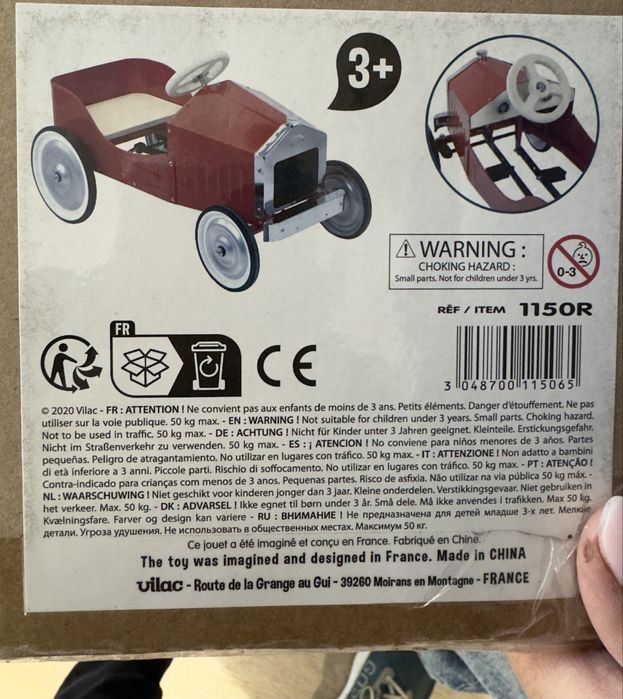 3+
WARNING :
CHOKING HAZARD :
Small parts. Not for children under 3 yrs.
0-3
RÉF / ITEM 1150R
FR
CE
3 048700 115065
© 2020 Vilac - FR : ATTENTION ! Ne convient pas aux enfants de moins de 3 ans. Petits éléments. Danger d'étouffement. Ne pas
utiliser sur la voie publique. 50 kg max. - EN : WARNING ! Not suitable for children under 3 years. Small parts. Choking hazard.
Not to be used in traffic. 50 kg max. - DE : ACHTUNG ! Nicht für Kinder unter 3 Jahren geeignet. Kleinteile. Erstickungsgefahr.
Nicht im Straßenverkehr zu verwenden. 50 kg max. - ES : ¡ ATENCION ! No conviene para niños menores de 3 años. Partes
pequeñas. Peligro de atragantamiento. No utilizar en lugares con tráfico. 50 kg max. - IT : ATTENZIONE ! Non adatto a bambini
di età inferiore a 3 anni. Piccole parti. Rischio di soffocamento. No utilizar en lugares con tráfico. 50 kg max. - PT : ATENÇÃO !
Contra-indicado para crianças com menos de 3 anos. Pequenas partes. Risco de asfixia. Não utilizar na via pública 50 kg máx. -
NL : WAARSCHUWING ! Niet geschikt voor kinderen jonger dan 3 jaar. Kleine onderdelen. Verstikkingsgevaar. Niet gebruiken in
het verkeer. Max. 50 kg. - DK : ADVARSEL ! Ikke egnet til børn under 3 år. Små dele. Må ikke anvendes i trafikken. Max 50 kg.
Kvælningsfare. Farver og design kan variere - RU : ВНИМАНИЕ ! Не предназначена для детей младше 3-х лет. Мелкие
детали. Угроза удушения. Не использовать в общественных местах. Максимум 50 кг.
Ce jouet a été imaginé et conçu en France. Fabriqué en Chine.
The toy was imagined and designed in France. Made in CHINA
vilac - Route de la Grange au Gui - 39260 Moirans en Montagne - FRANCE